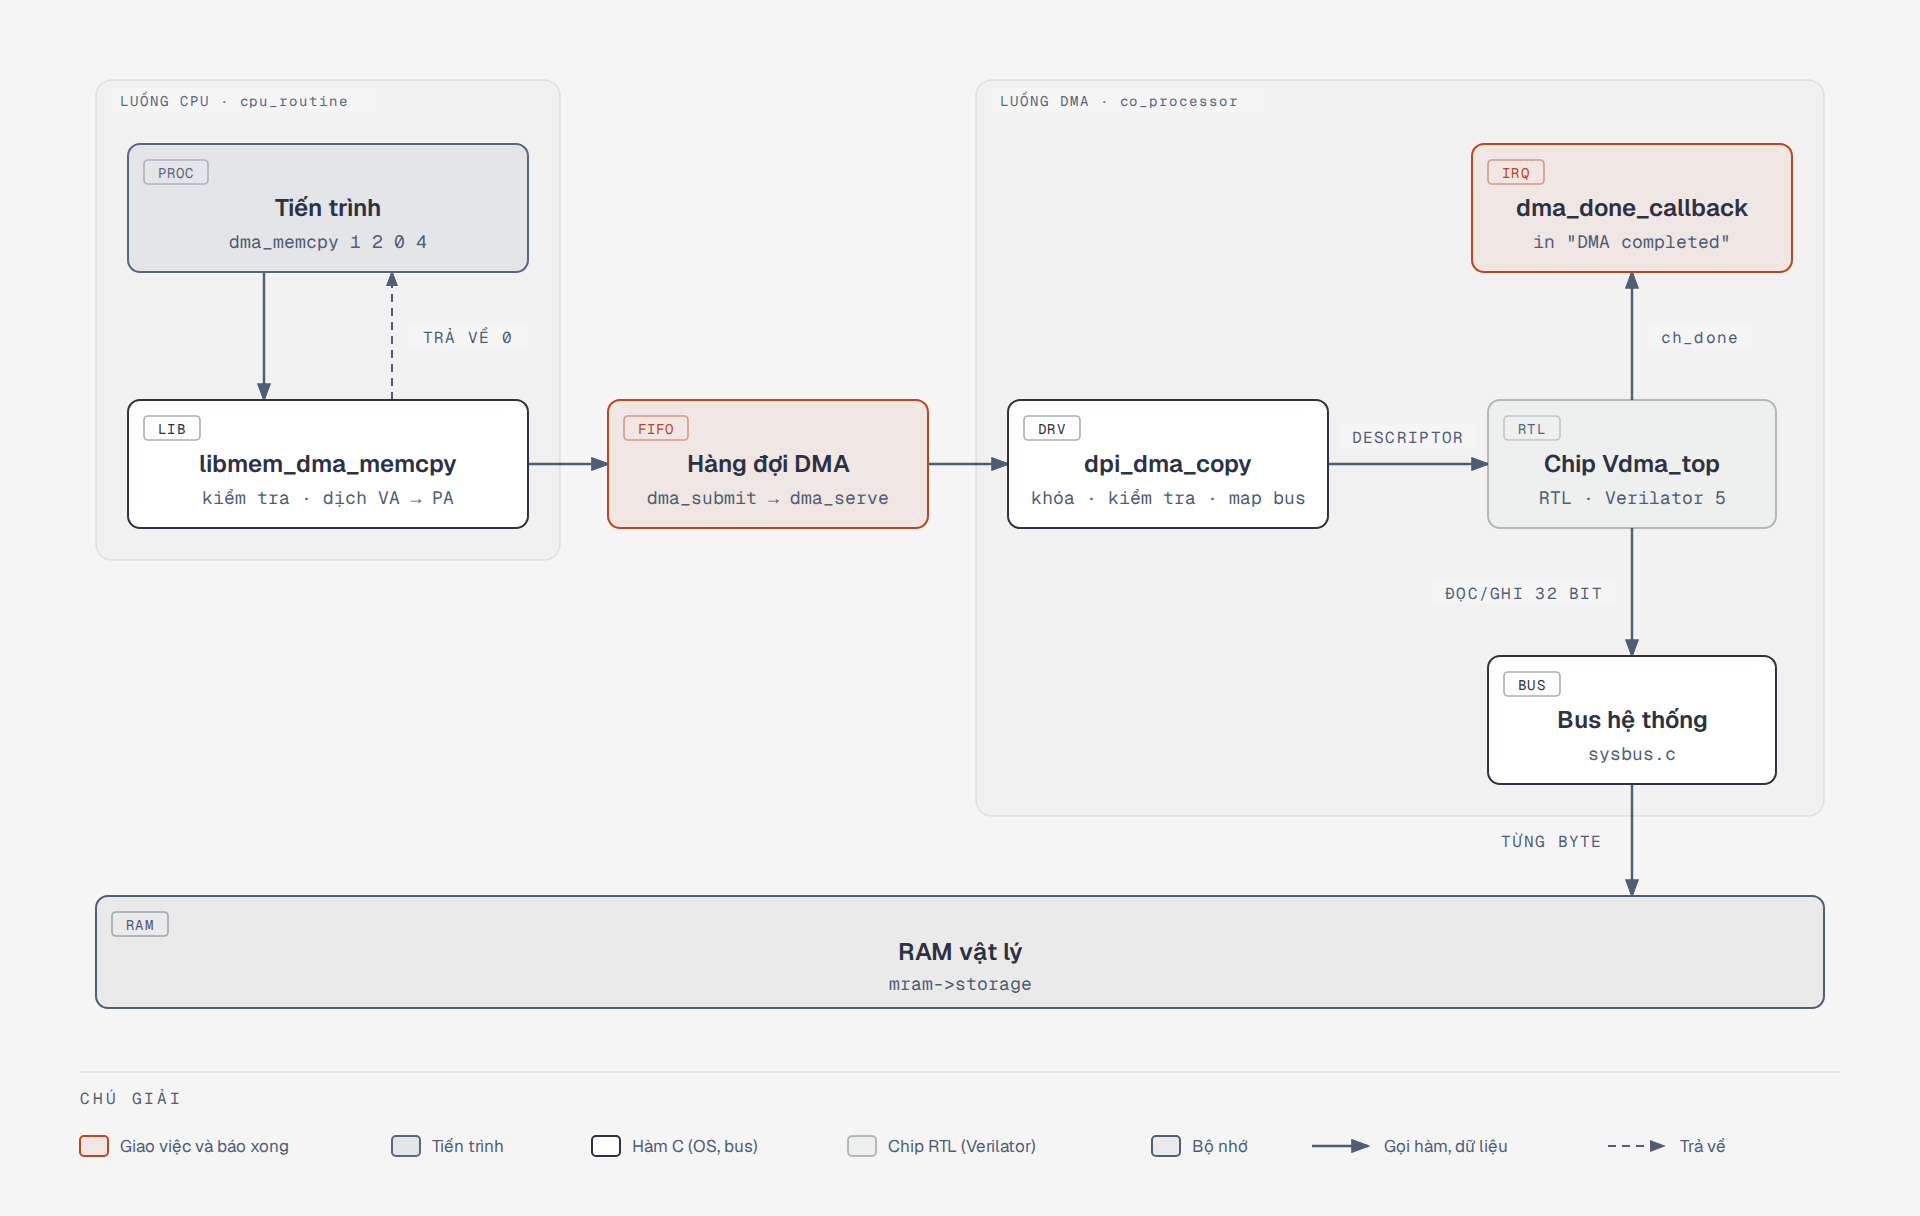 LUỒNG CPU · cpu_routine
PROC
Tiến trình
dma_memcpy 1 2 0 4
TRẢ VỀ 0
LIB
libmem_dma_memcpy
kiểm tra · dịch VA → PA
FIFO
Hàng đợi DMA
dma_submit → dma_serve
LUỒNG DMA · co_processor
IRQ
dma_done_callback
in "DMA completed"
ch_done
DRV
dpi_dma_copy
khóa · kiểm tra · map bus
DESCRIPTOR
RTL
Chip Vdma_top
RTL · Verilator 5
ĐỌC/GHI 32 BIT
BUS
Bus hệ thống
sysbus.c
TỪNG BYTE
RAM
RAM vật lý
mram->storage
CHÚ GIẢI
Giao việc và báo xong
Tiến trình
Hàm C (OS, bus)
Chip RTL (Verilator)
Bộ nhớ
Gọi hàm, dữ liệu
Trả về